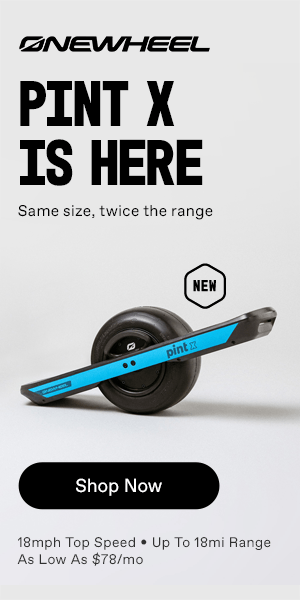 ONEWHEEL
PINT X
IS HERE
Same size, twice the range
NEW
pint x
Shop Now
18mph Top Speed • Up To 18mi Range
As Low As $78/mo